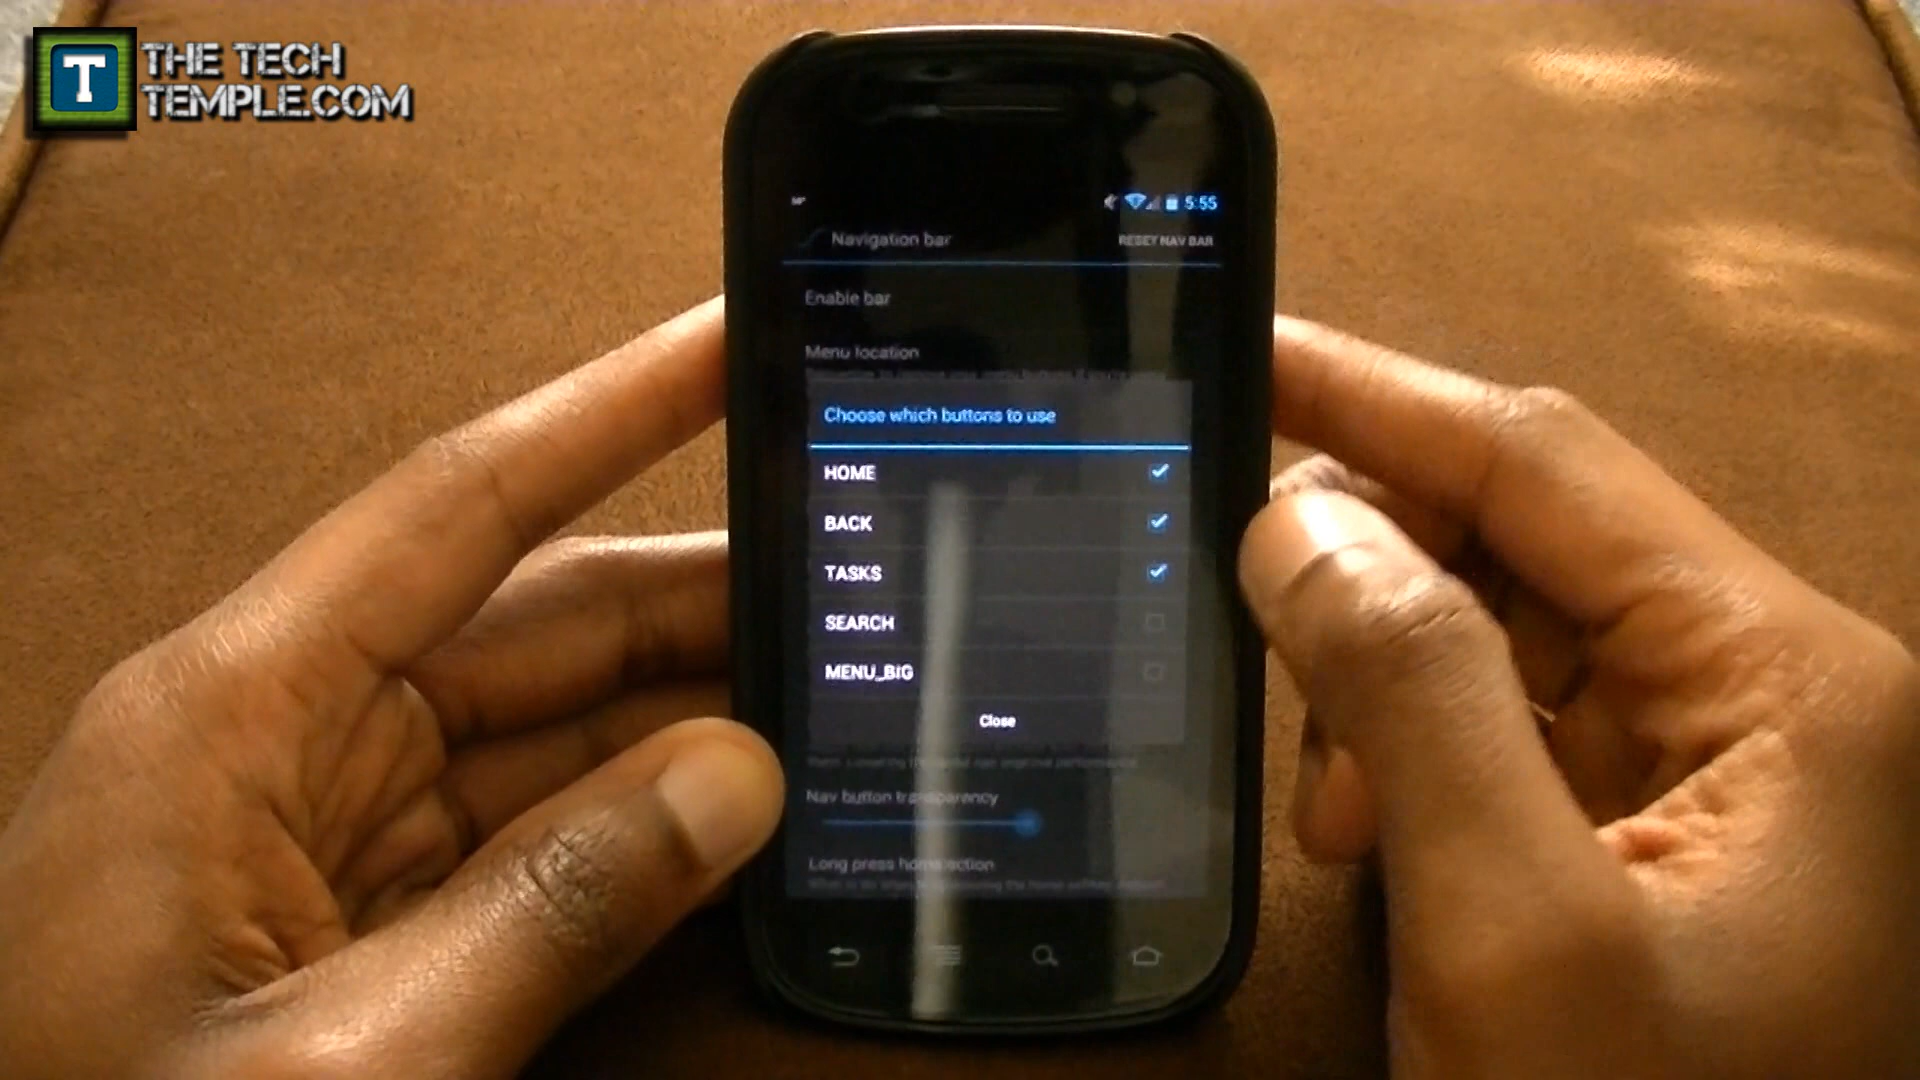 T
THE TECH
TEMPLE.COM
5:55
Navigation bar
RESET NAV BAR
Enable bar
Menu location
Choose which buttons to use
HOME
BACK
TASKS
SEARCH
MENU_BIG
Close
Nav button transparency
Long press home action